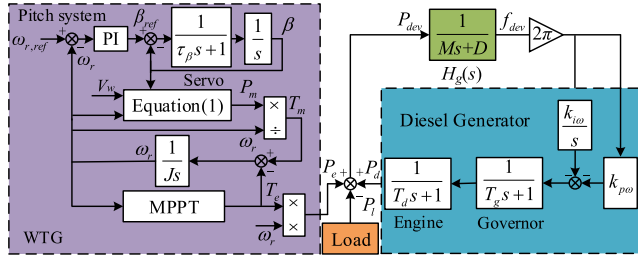 Pitch system
ω_{r,ref} + − ω_r
PI
β_{ref} + −
1 / (τ_β s+1)
1 / s
β
Servo
V_w
Equation(1)
P_m
× ÷
T_m
ω_r
ω_r
1 / Js
+ −
MPPT
T_e
× ×
ω_r
WTG
P_{dev}
1 / (Ms+D)
H_g(s)
f_{dev}
2π
Diesel Generator
k_{iω} / s
k_{pω}
− −
1 / (T_g s+1)
Governor
1 / (T_d s+1)
Engine
P_e + + P_d
− P_l
Load